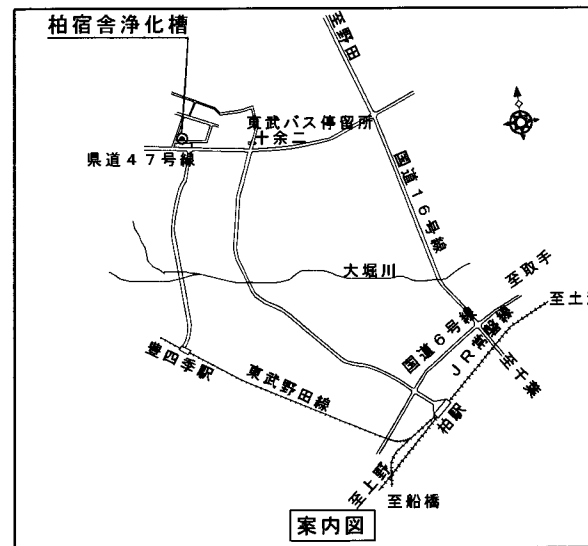 柏宿舎浄化槽
至野田
東武バス停留所
十余二
県道47号線
国道16号線
大堀川
至取手
至土
国道6号線
JR常磐線
至千葉
豊四季駅
東武野田線
柏駅
至上野
至船橋
案内図